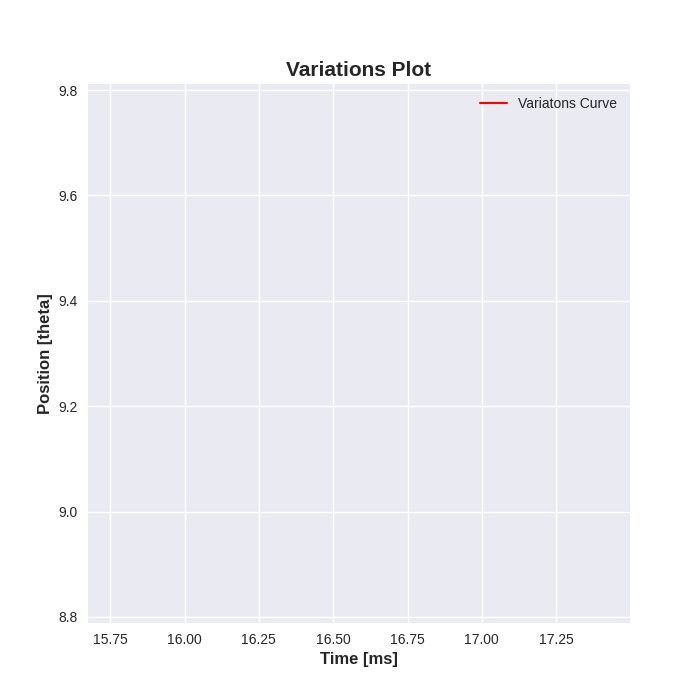 Variations Plot
Variatons Curve
9.8
9.6
9.4
9.2
9.0
8.8
Position [theta]
15.75 16.00 16.25 16.50 16.75 17.00 17.25
Time [ms]